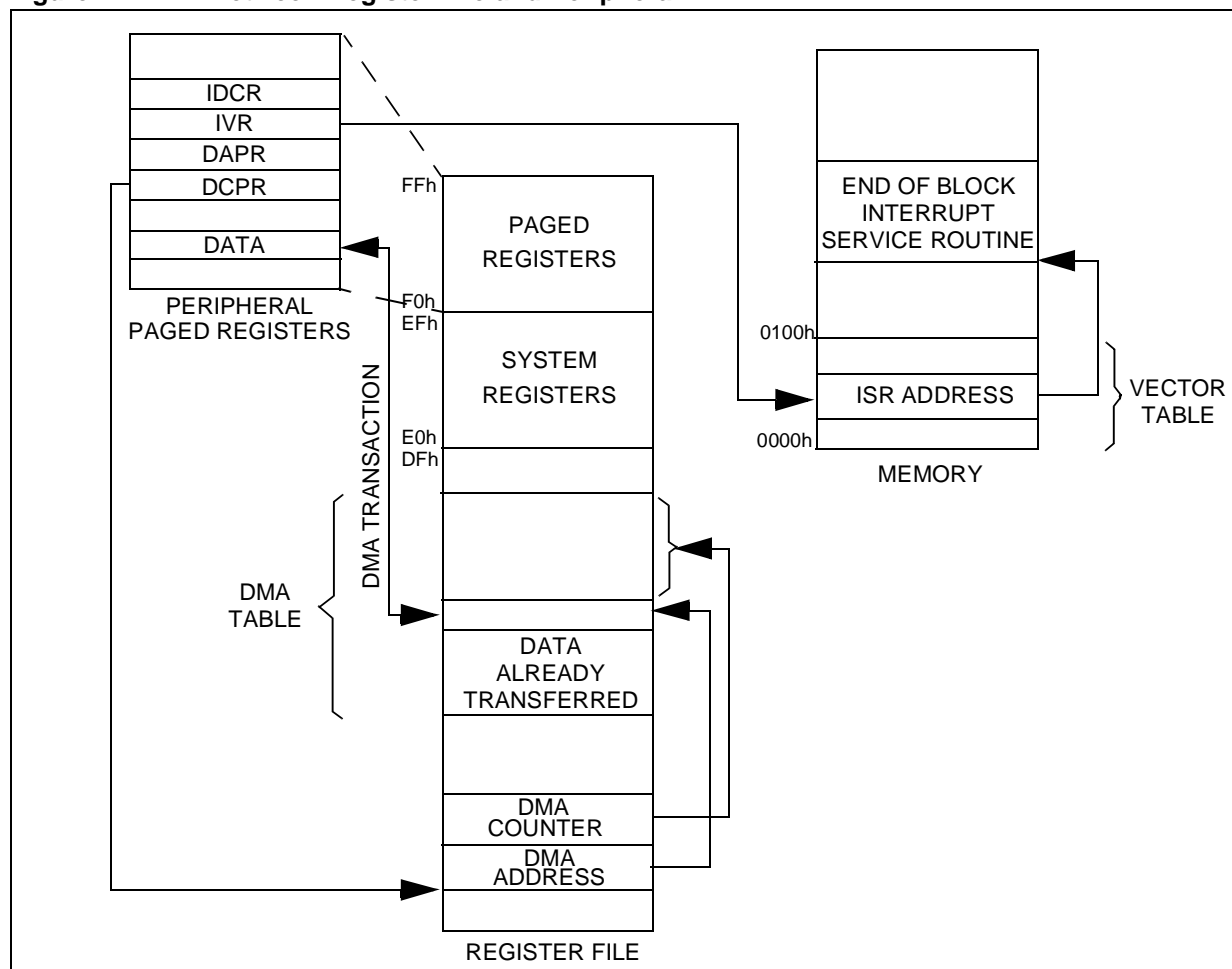 IDCR
IVR
DAPR
DCPR
DATA
PERIPHERAL
PAGED REGISTERS
FFh
PAGED
REGISTERS
F0h
EFh
SYSTEM
REGISTERS
E0h
DFh
DMA TRANSACTION
DMA
TABLE
DATA
ALREADY
TRANSFERRED
DMA
COUNTER
DMA
ADDRESS
REGISTER FILE
END OF BLOCK
INTERRUPT
SERVICE ROUTINE
0100h
ISR ADDRESS
0000h
VECTOR
TABLE
MEMORY